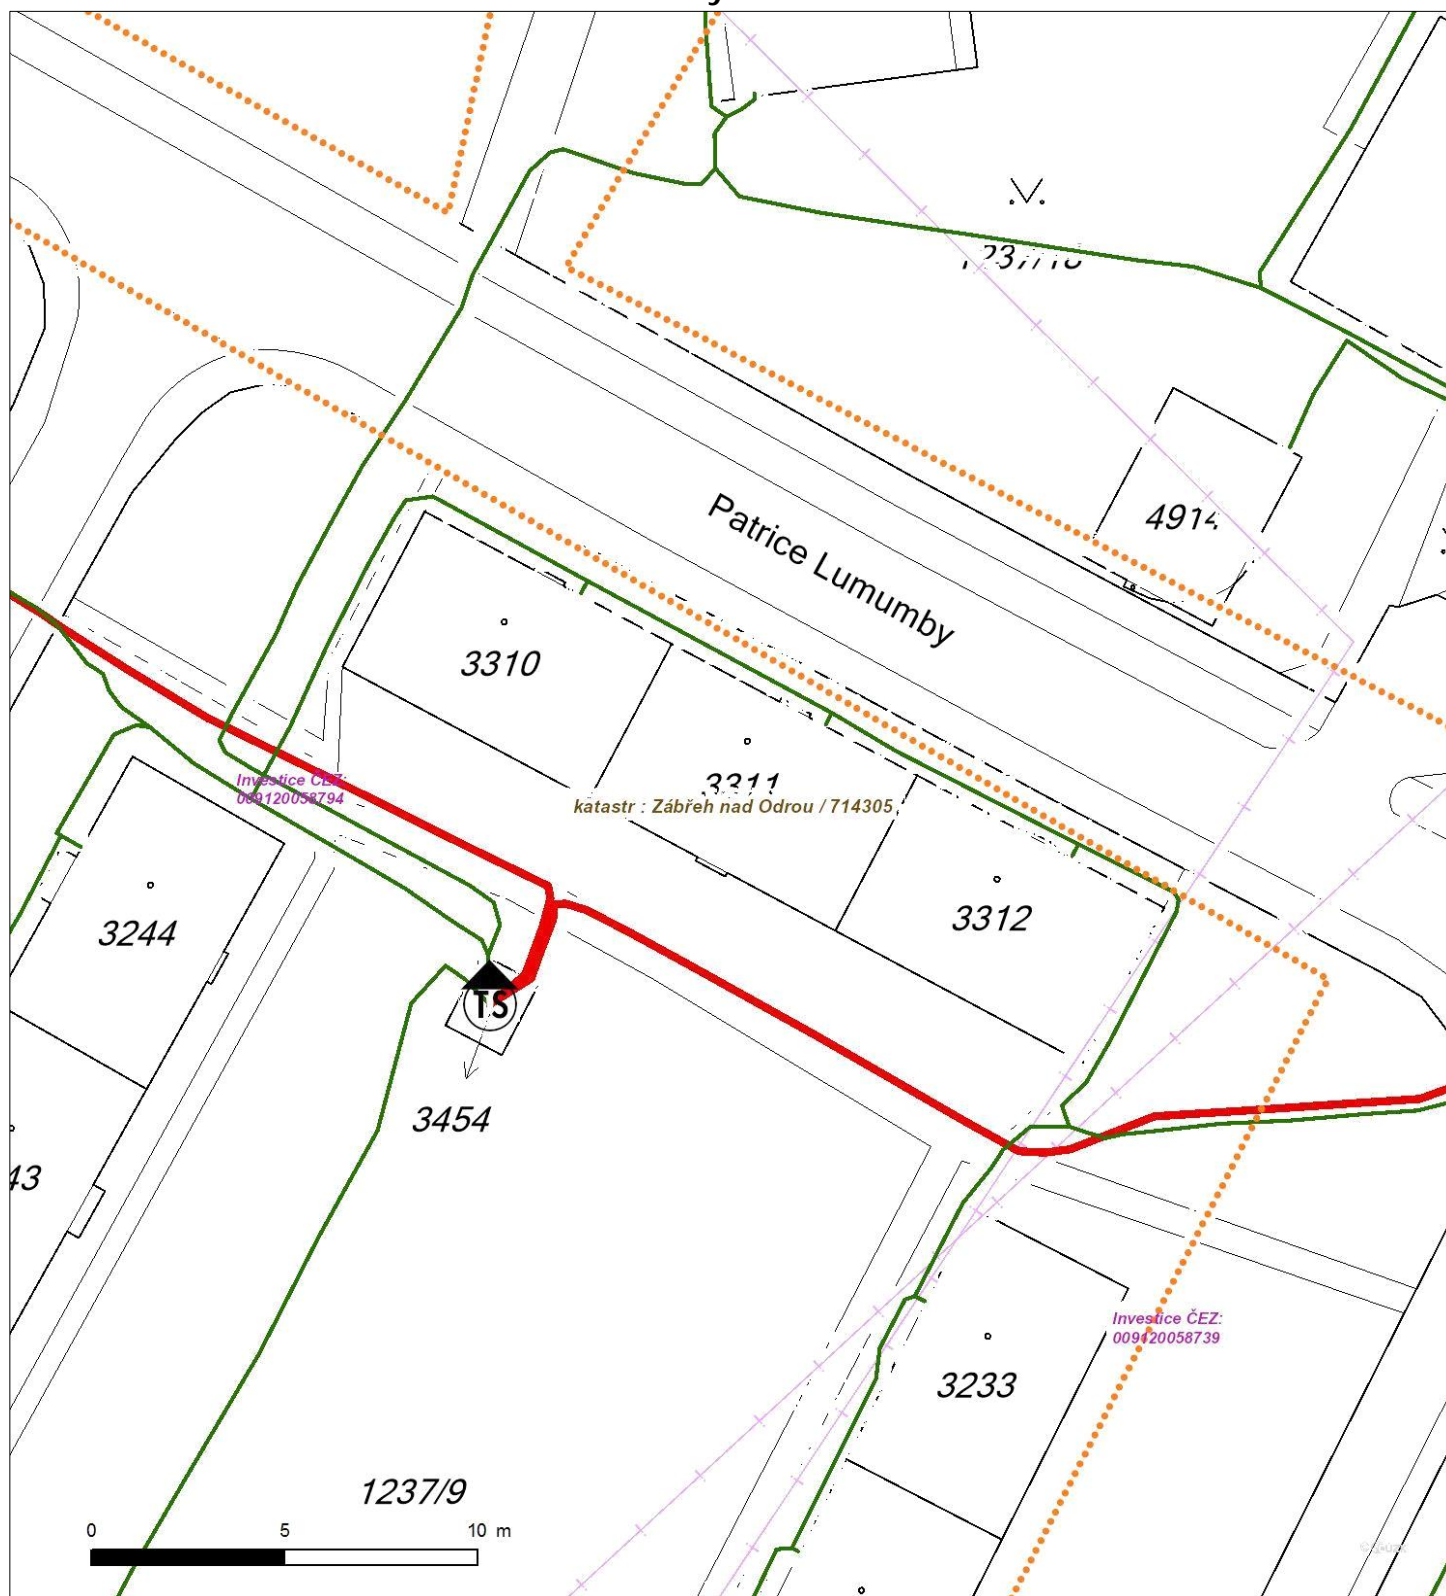 4914
Patrice Lumumby
3310
3311
Investice ČEZ:
009120058794
katastr : Zábřeh nad Odrou / 714305
3312
3244
TS
3454
43
Investice ČEZ:
009120058739
3233
1237/9
0 5 10 m